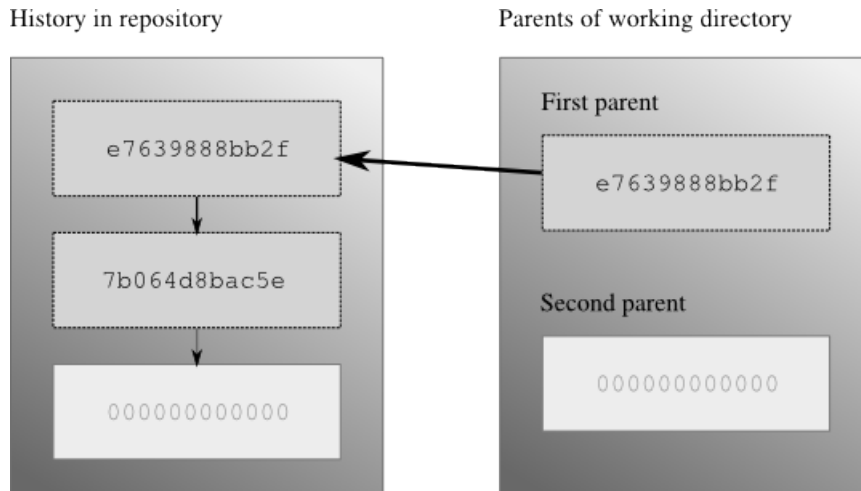 History in repository
e7639888bb2f
7b064d8bac5e
000000000000
Parents of working directory
First parent
e7639888bb2f
Second parent
000000000000